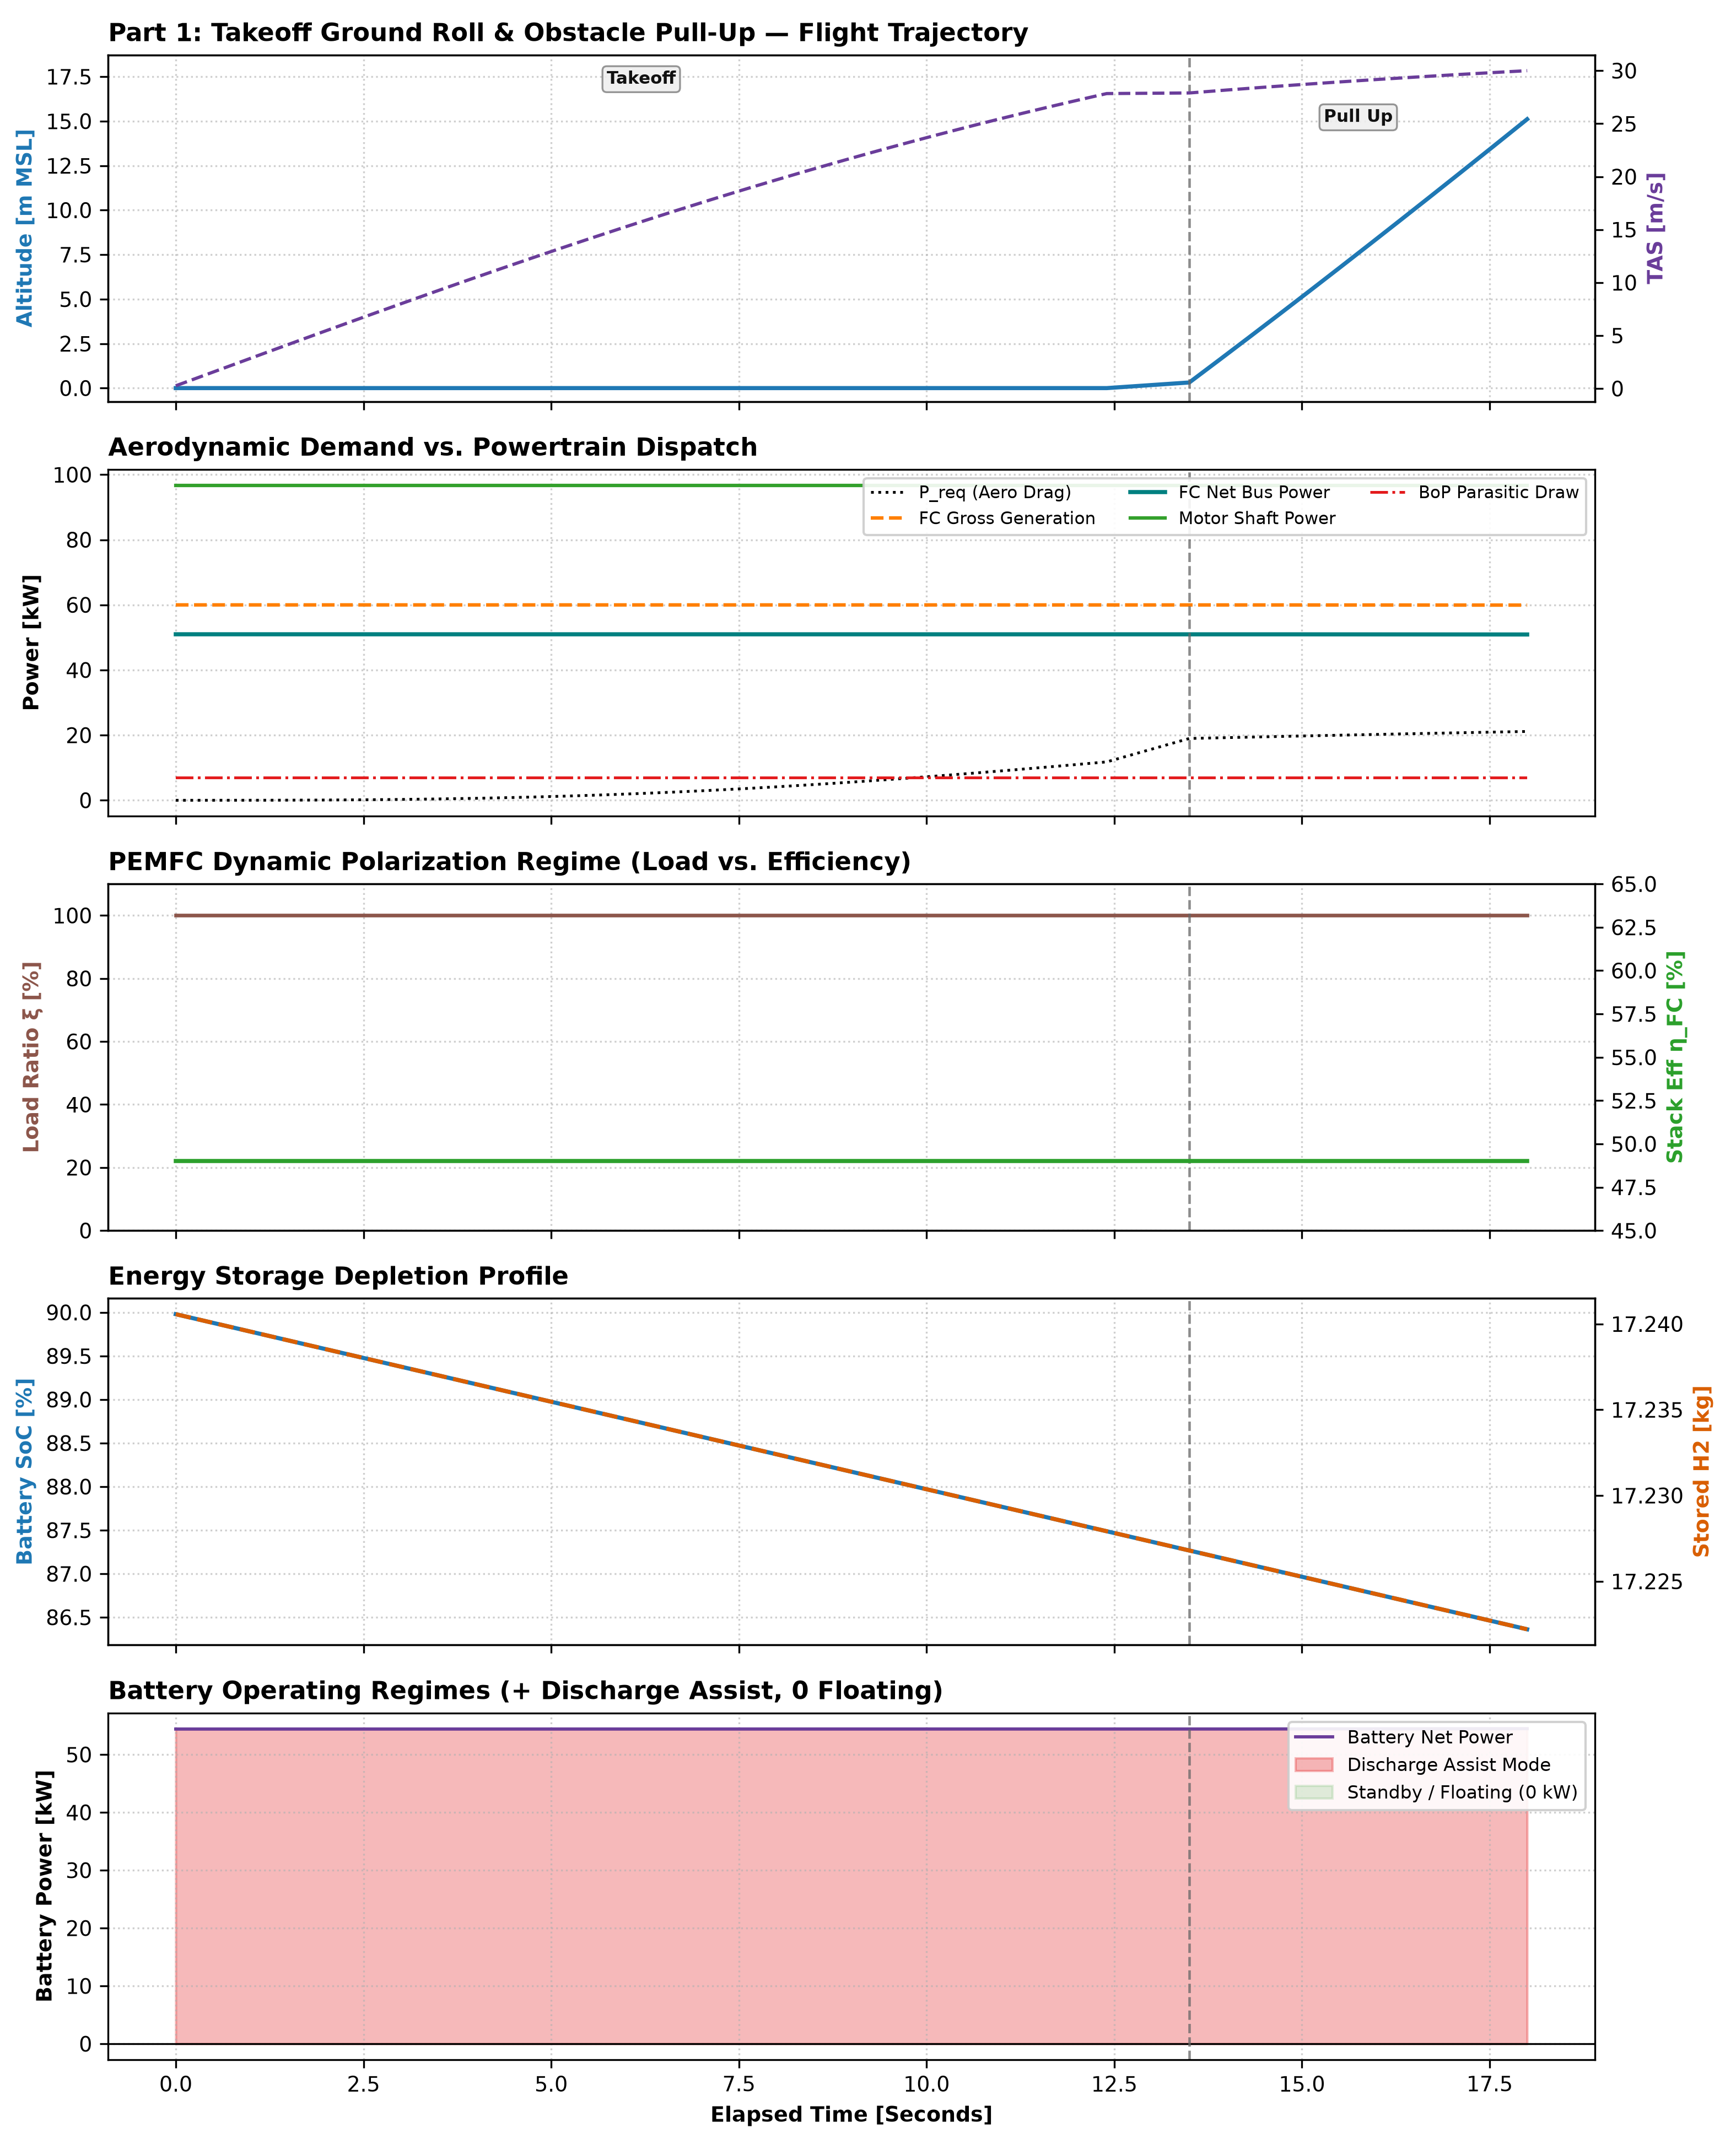 Part 1: Takeoff Ground Roll & Obstacle Pull-Up — Flight Trajectory
Altitude [m MSL]
17.5
15.0
12.5
10.0
7.5
5.0
2.5
0.0
Takeoff
Pull Up
30
25
20
15
10
5
0
TAS [m/s]
Aerodynamic Demand vs. Powertrain Dispatch
Power [kW]
100
80
60
40
20
0
P_req (Aero Drag)
FC Gross Generation
FC Net Bus Power
Motor Shaft Power
BoP Parasitic Draw
PEMFC Dynamic Polarization Regime (Load vs. Efficiency)
Load Ratio ξ [%]
100
80
60
40
20
0
65.0
62.5
60.0
57.5
55.0
52.5
50.0
47.5
45.0
Stack Eff η_FC [%]
Energy Storage Depletion Profile
Battery SoC [%]
90.0
89.5
89.0
88.5
88.0
87.5
87.0
86.5
17.240
17.235
17.230
17.225
Stored H2 [kg]
Battery Operating Regimes (+ Discharge Assist, 0 Floating)
Battery Power [kW]
50
40
30
20
10
0
Battery Net Power
Discharge Assist Mode
Standby / Floating (0 kW)
0.0 2.5 5.0 7.5 10.0 12.5 15.0 17.5
Elapsed Time [Seconds]